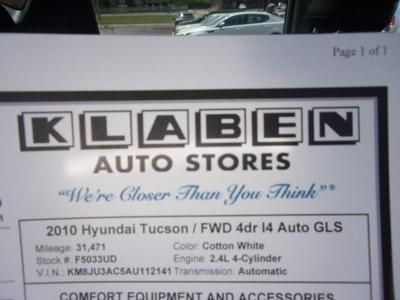 Page 1 of 1
KLABEN
AUTO STORES
"We're Closer Than You Think"®
2010 Hyundai Tucson / FWD 4dr I4 Auto GLS
Mileage: 31,471 Color: Cotton White
Stock #: F5033UD Engine: 2.4L 4-Cylinder
V.I.N.: KM8JU3AC5AU112141 Transmission: Automatic
COMFORT EQUIPMENT AND ACCESSORIES